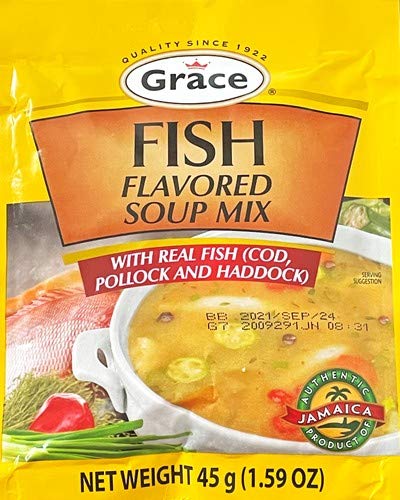 QUALITY SINCE 1922
Grace
®
FISH
FLAVORED
SOUP MIX
WITH REAL FISH (COD,
POLLOCK AND HADDOCK)
SERVING
SUGGESTION
BB 2021/SEP/24
G7 2009291JN 08:31
AUTHENTIC
JAMAICA
PRODUCT OF
NET WEIGHT 45 g (1.59 OZ)